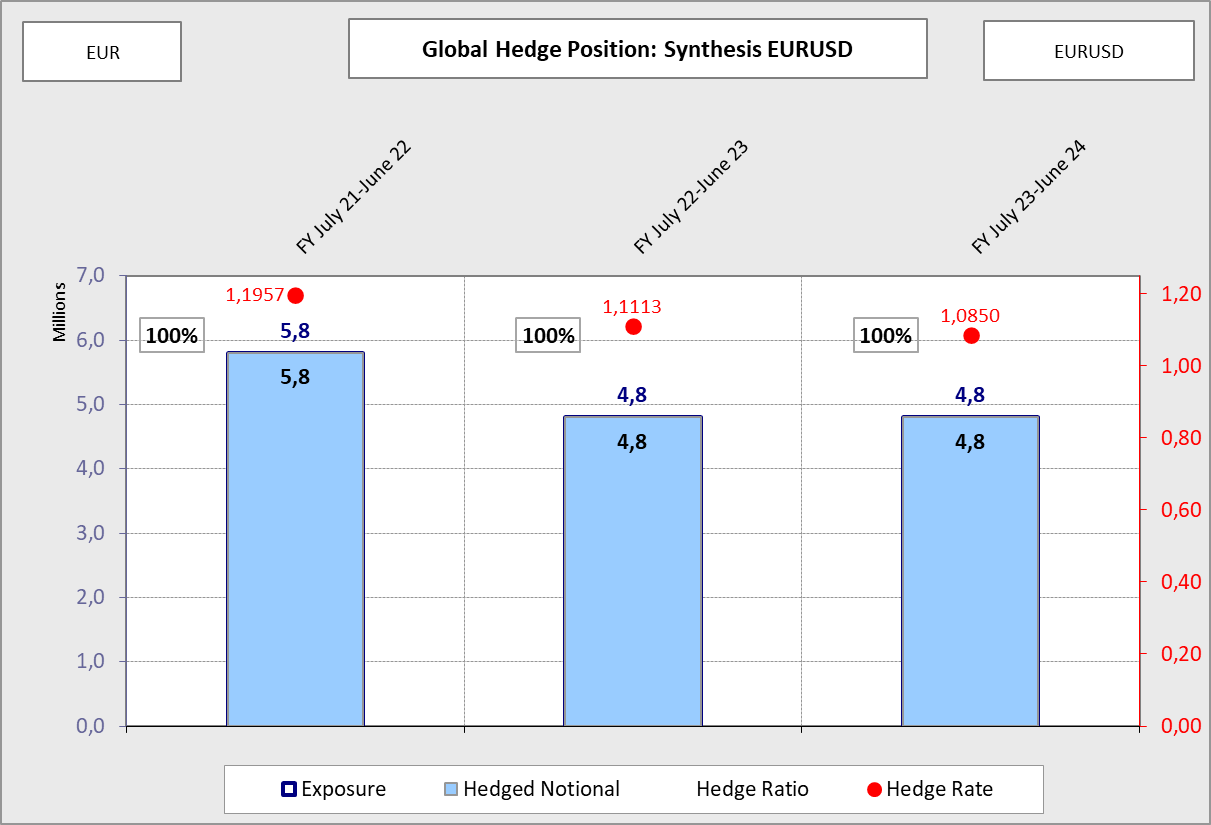 EUR
Global Hedge Position: Synthesis EURUSD
EURUSD
FY July 21-June 22
FY July 22-June 23
FY July 23-June 24
Millions
7,0
6,0
5,0
4,0
3,0
2,0
1,0
0,0
1,1957
1,1113
1,0850
100%
5,8
100%
100%
5,8
4,8
4,8
4,8
4,8
1,20
1,00
0,80
0,60
0,40
0,20
0,00
Exposure
Hedged Notional
Hedge Ratio
Hedge Rate